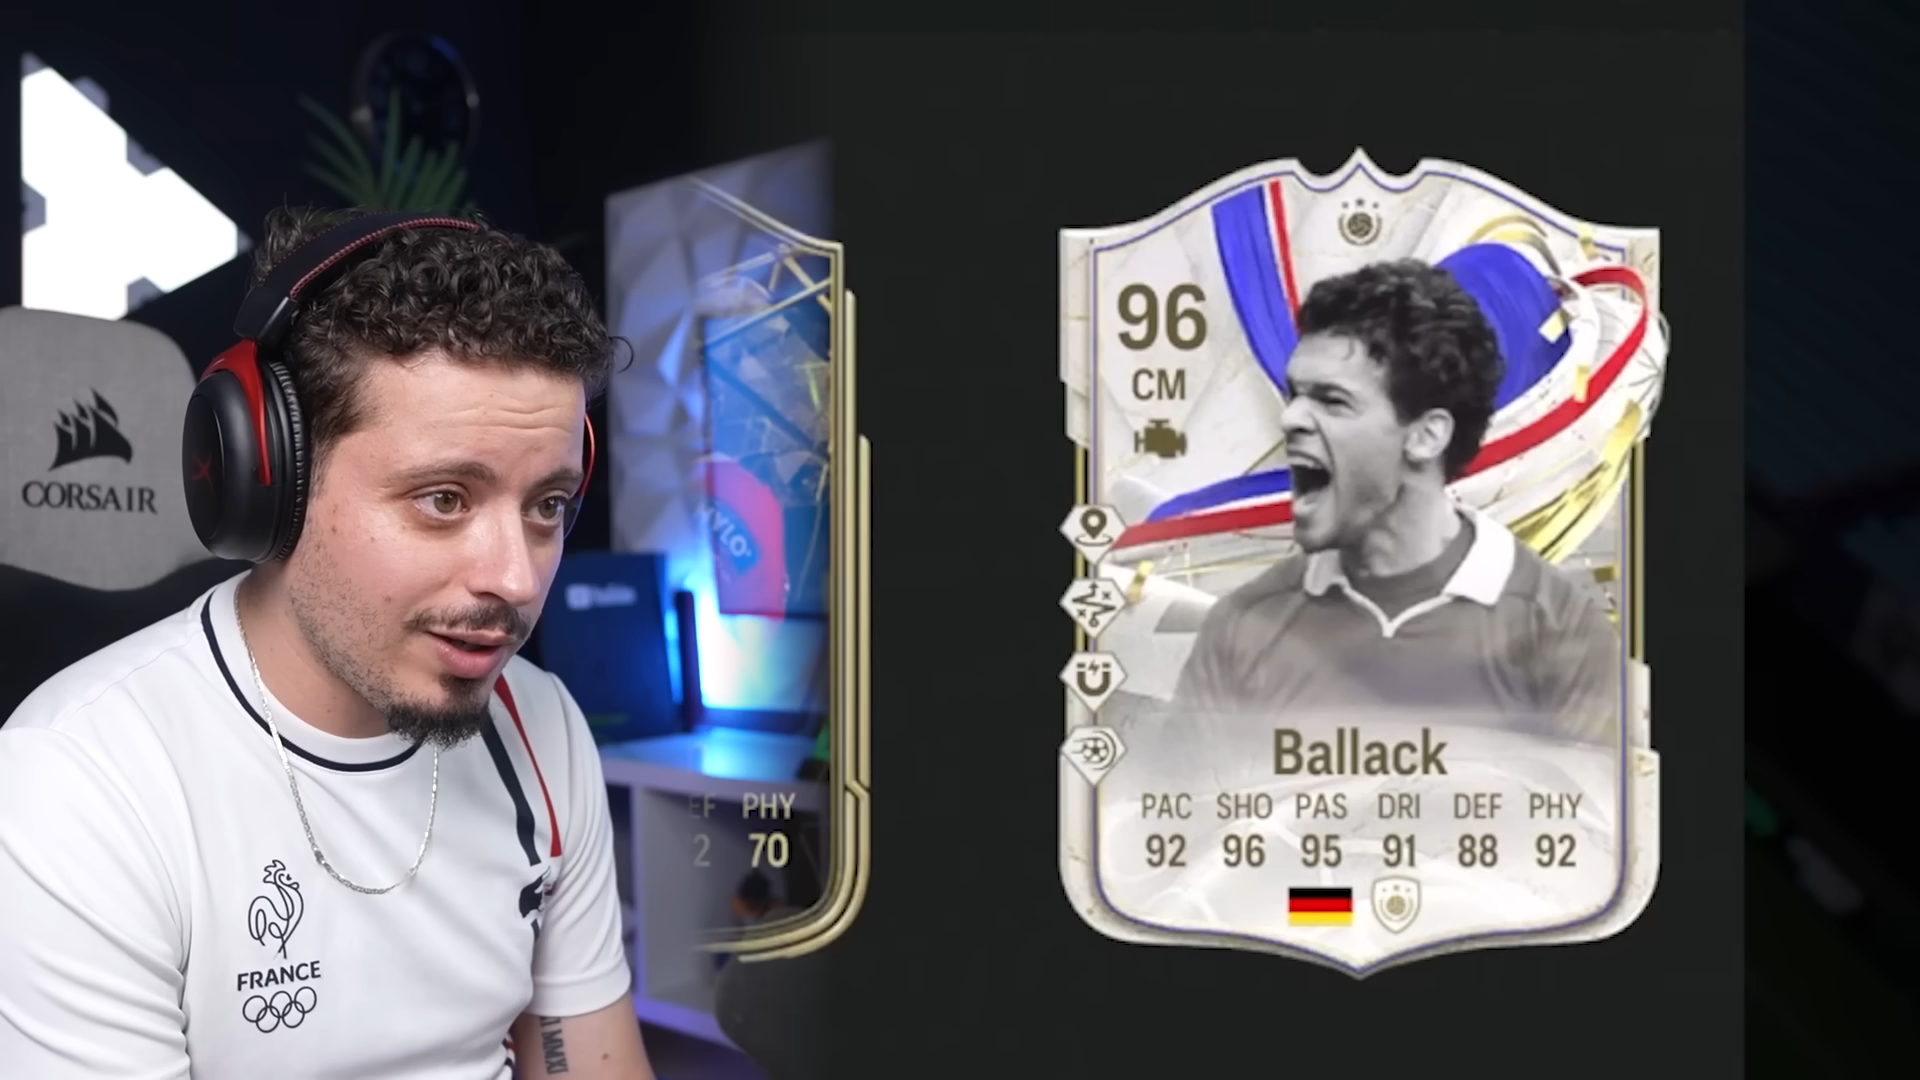 CORSAIR
FRANCE
PHY
70
96
CM
Ballack
PAC SHO PAS DRI DEF PHY
92 96 95 91 88 92